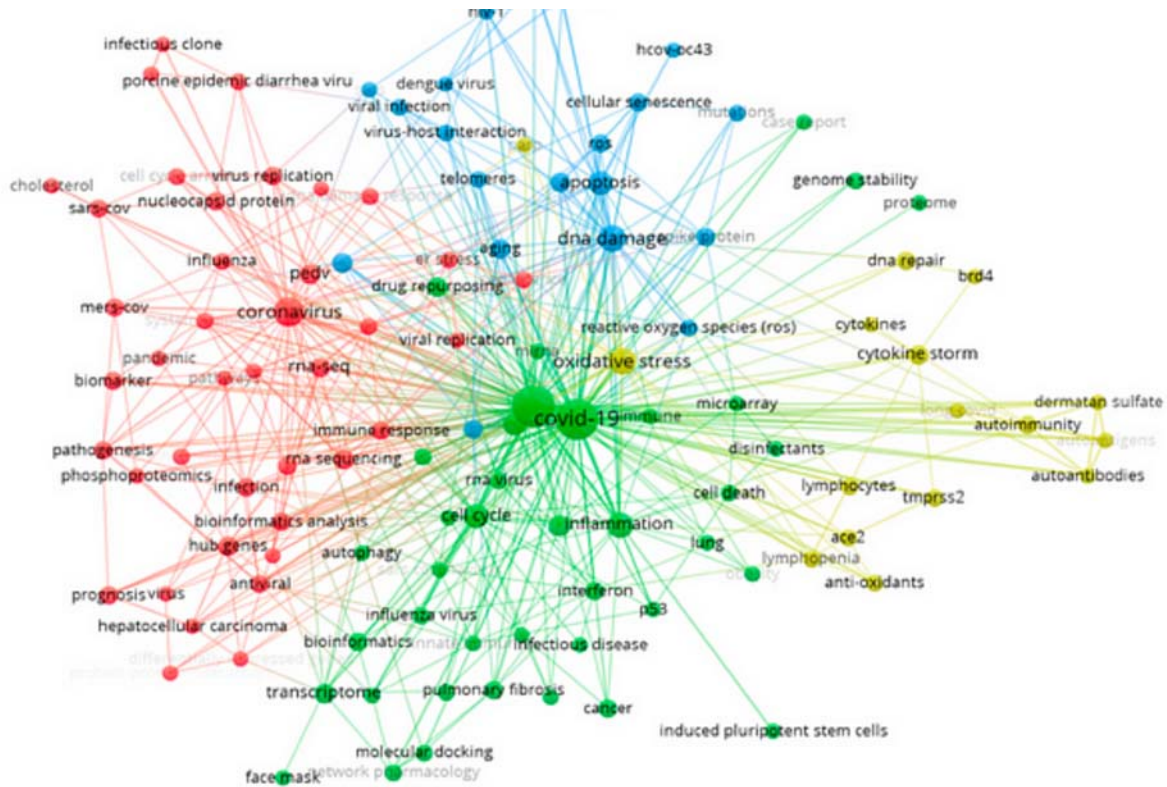 infectious clone
hcov-oc43
porcine epidemic diarrhea viru
dengue virus
viral infection
cellular senescence
mutations
case report
virus-host interaction
ros
cholesterol
virus replication
telomeres
apoptosis
genome stability
sars-cov
nucleocapsid protein
proteome
dna damage
spike protein
aging
influenza
pedv
er stress
dna repair
brd4
drug repurposing
mers-cov
coronavirus
reactive oxygen species (ros)
cytokines
viral replication
pandemic
rna-seq
oxidative stress
cytokine storm
biomarker
pathways
microarray
dermatan sulfate
covid-19
immune
autoimmunity
immune response
pathogenesis
disinfectants
rna sequencing
phosphoproteomics
infection
rna virus
cell death
lymphocytes
tmprss2
autoantibodies
bioinformatics analysis
cell cycle
inflammation
hub genes
autophagy
lung
ace2
lymphopenia
antiviral
anti-oxidants
prognosis
virus
interferon
p53
influenza virus
hepatocellular carcinoma
bioinformatics
infectious disease
transcriptome
pulmonary fibrosis
cancer
induced pluripotent stem cells
molecular docking
face mask
network pharmacology